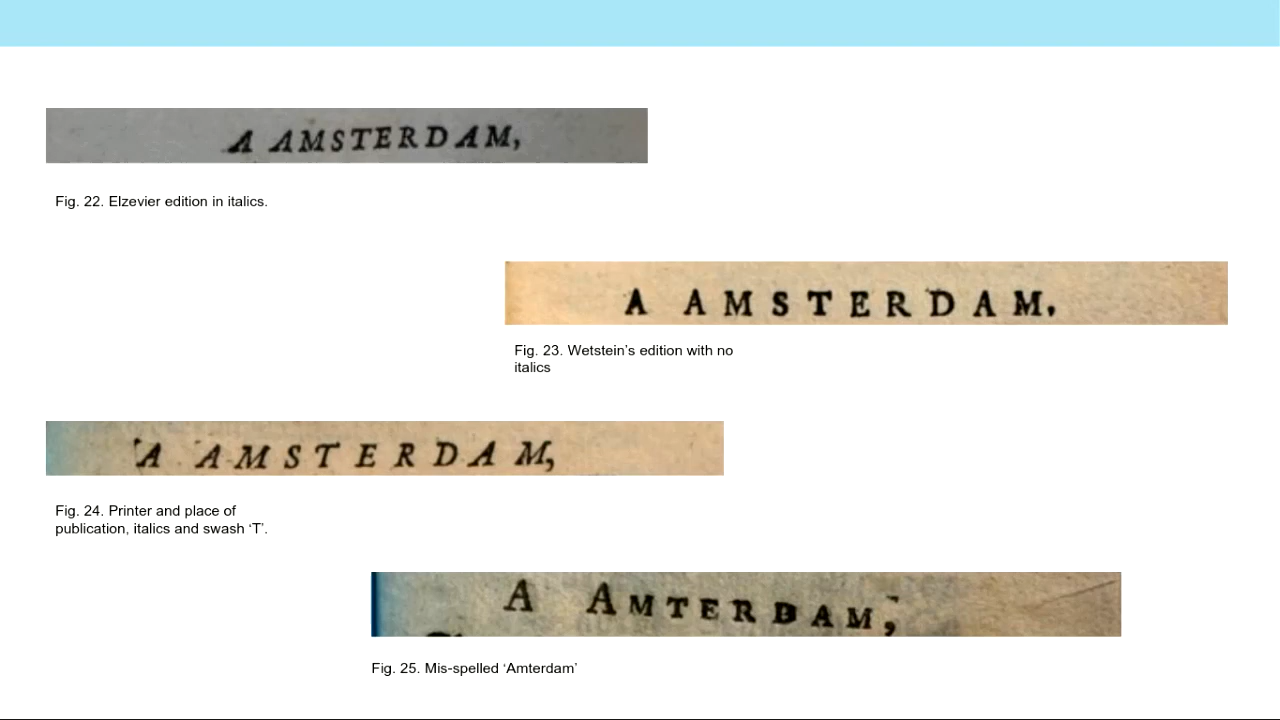 A AMSTERDAM,
Fig. 22. Elzevier edition in italics.
A AMSTERDAM.
Fig. 23. Wetstein’s edition with no
italics
A AMSTERDAM,
Fig. 24. Printer and place of
publication, italics and swash ‘T’.
A AMTERDAM,
Fig. 25. Mis-spelled ‘Amterdam’